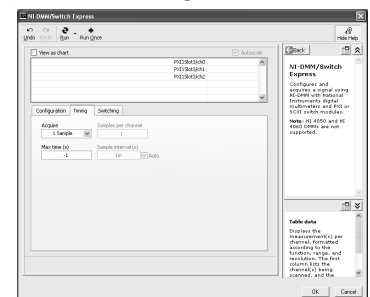 NI DMM/Switch Express
Undo Redo Run Run Once Hide Help
View as chart Autoscale
PXI1Slot3/ch0
PXI1Slot3/ch1
PXI1Slot3/ch2
Configuration Timing Switching
Acquire Samples per channel
1 Sample 1
Max time (s) Sample interval (s)
-1 1m Auto
Back
NI-DMM/Switch
Express
Configures and
acquires a signal using
NI-DMM with National
Instruments digital
multimeters and PXI or
SCXI switch modules.
Note: NI 4050 and NI
4060 DMMs are not
supported.
Table data
Displays the
measurement(s) per
channel, formatted
according to the
function, range, and
resolution. The first
column lists the
channel(s) being
scanned, and the
OK Cancel